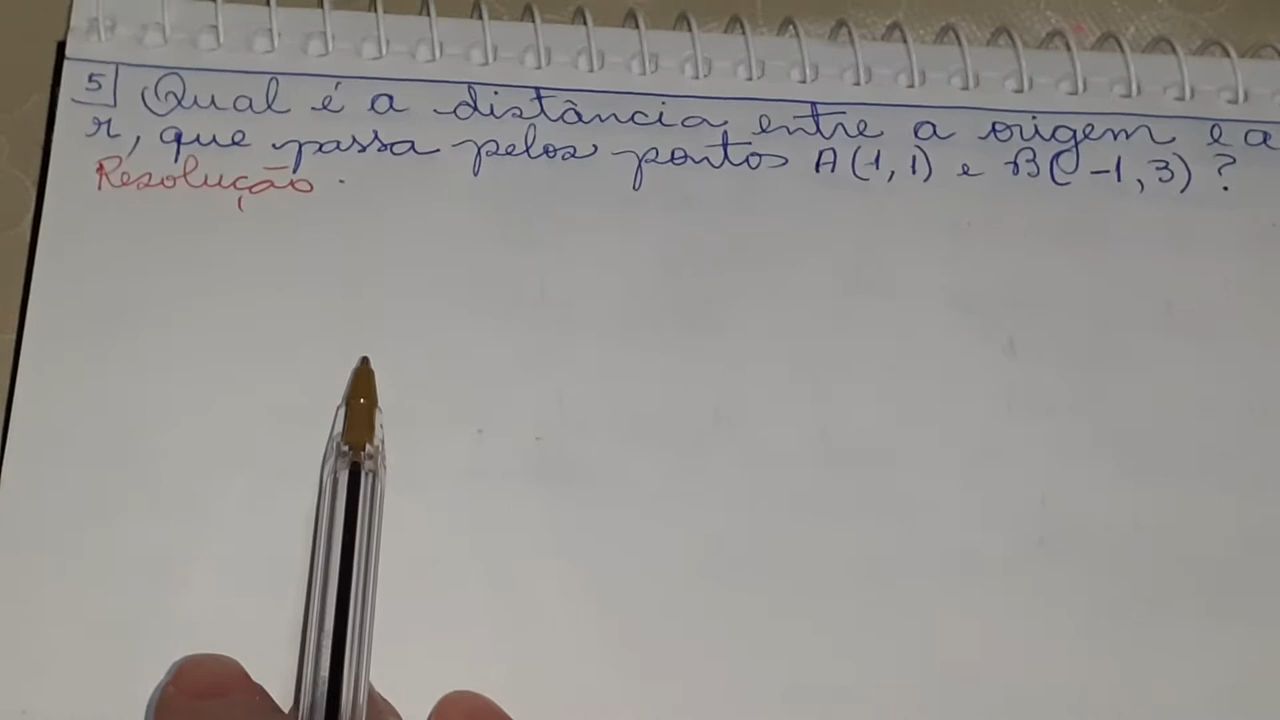 5 Qual é a distância entre a origem e a
r, que passa pelos pontos A(1,1) e B(-1,3)?
Resolução.